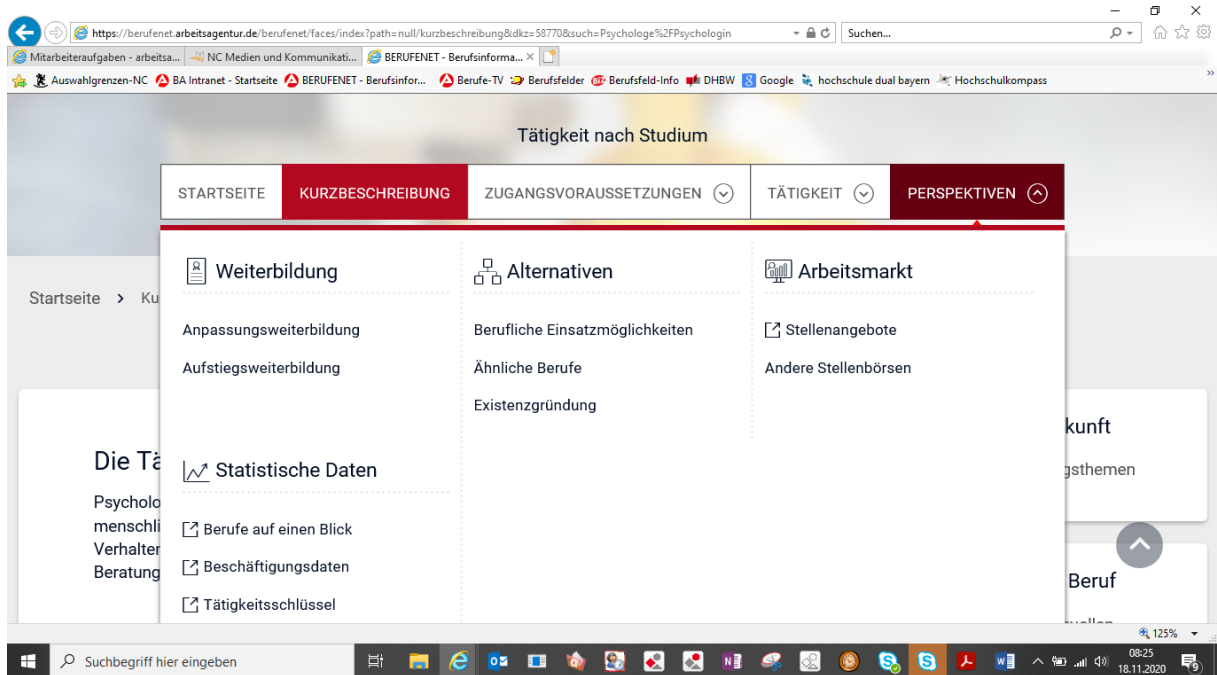 https://berufenet.arbeitsagentur.de/berufenet/faces/index?path=null/kurzbeschreibung&dkz=58770&such=Psychologe%2FPsychologin
Suchen...
Mitarbeiteraufgaben - arbeitsa...
NC Medien und Kommunikati...
BERUFENET - Berufsinforma...
Auswahlgrenzen-NC
BA Intranet - Startseite
BERUFENET - Berufsinfor...
Berufe-TV
Berufsfelder
Berufsfeld-Info
DHBW
Google
hochschule dual bayern
Hochschulkompass
Tätigkeit nach Studium
STARTSEITE
KURZBESCHREIBUNG
ZUGANGSVORAUSSETZUNGEN
TÄTIGKEIT
PERSPEKTIVEN
Startseite > Ku
Weiterbildung
Anpassungsweiterbildung
Aufstiegsweiterbildung
Alternativen
Berufliche Einsatzmöglichkeiten
Ähnliche Berufe
Existenzgründung
Arbeitsmarkt
Stellenangebote
Andere Stellenbörsen
Statistische Daten
Berufe auf einen Blick
Beschäftigungsdaten
Tätigkeitsschlüssel
Die Tä
Psycholo
menschli
Verhalter
Beratung
kunft
gsthemen
Beruf
125%
Suchbegriff hier eingeben
08:25
18.11.2020